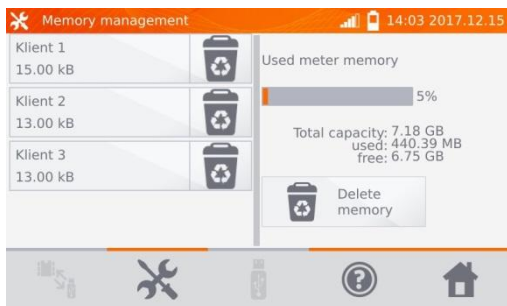 Memory management
14:03 2017.12.15
Klient 1
15.00 kB
Klient 2
13.00 kB
Klient 3
13.00 kB
Used meter memory
5%
Total capacity: 7.18 GB
used: 440.39 MB
free: 6.75 GB
Delete
memory